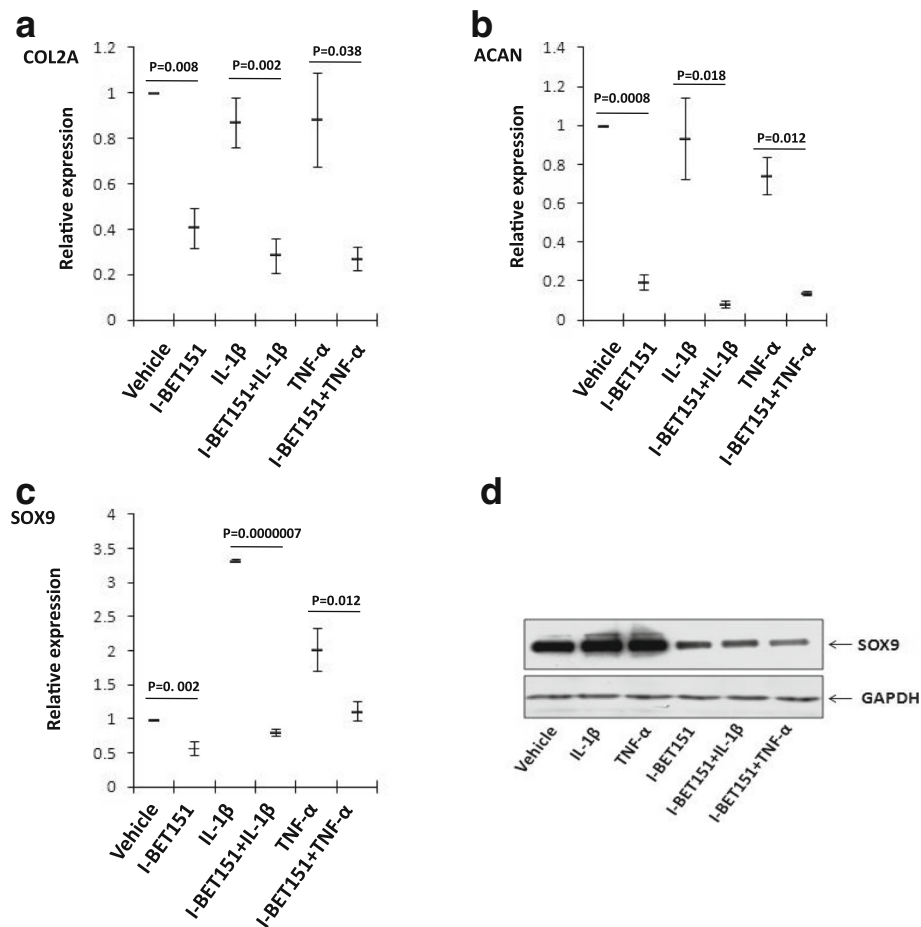 a
COL2A
Relative expression
1.2
1
0.8
0.6
0.4
0.2
0
P=0.008
P=0.002
P=0.038
Vehicle
I-BET151
IL-1β
I-BET151+IL-1β
TNF-α
I-BET151+TNF-α
b
ACAN
Relative expression
1.4
1.2
1
0.8
0.6
0.4
0.2
0
P=0.0008
P=0.018
P=0.012
Vehicle
I-BET151
IL-1β
I-BET151+IL-1β
TNF-α
I-BET151+TNF-α
c
SOX9
Relative expression
4
3.5
3
2.5
2
1.5
1
0.5
0
P=0.002
P=0.0000007
P=0.012
Vehicle
I-BET151
IL-1β
I-BET151+IL-1β
TNF-α
I-BET151+TNF-α
d
SOX9
GAPDH
Vehicle
IL-1β
TNF-α
I-BET151
I-BET151+IL-1β
I-BET151+TNF-α